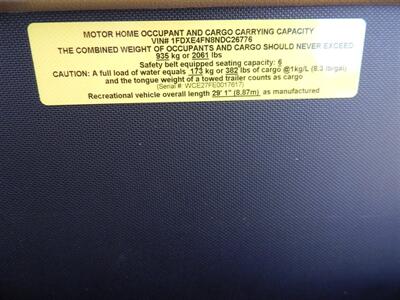 MOTOR HOME OCCUPANT AND CARGO CARRYING CAPACITY
VIN# 1FDXE4FN8NDC26776
THE COMBINED WEIGHT OF OCCUPANTS AND CARGO SHOULD NEVER EXCEED
935 kg or 2061 lbs
Safety belt equipped seating capacity: 6
CAUTION: A full load of water equals 173 kg or 382 lbs of cargo @1kg/L (8.3 lb/gal)
and the tongue weight of a towed trailer counts as cargo
(Serial #: WCE27FE0017617)
Recreational vehicle overall length 29' 1" (8.87m) as manufactured